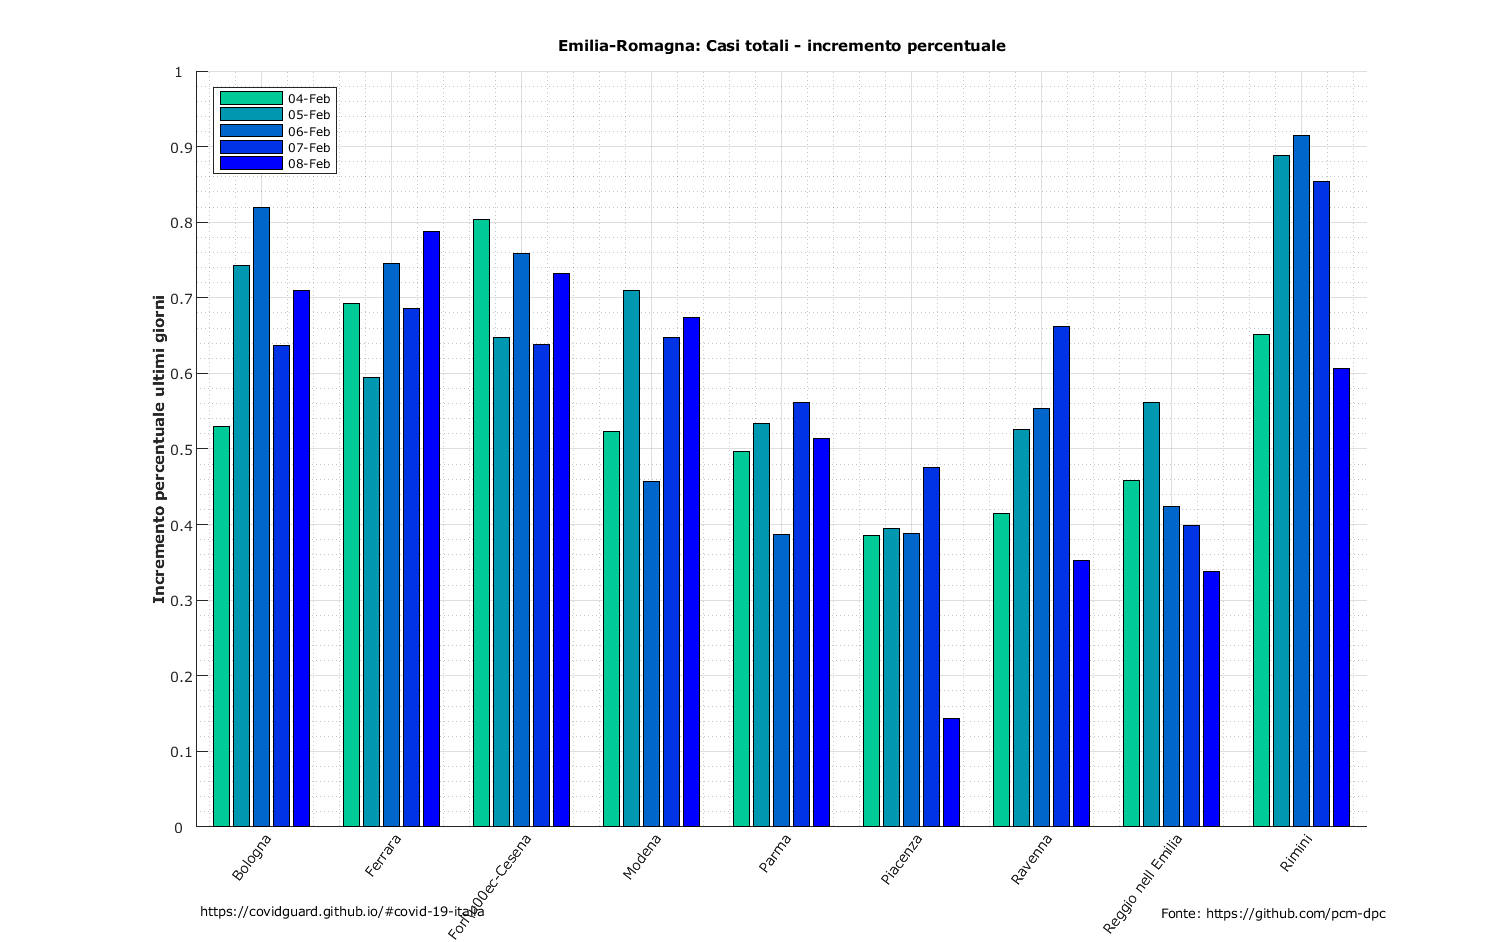 Emilia-Romagna: Casi totali - incremento percentuale
Incremento percentuale ultimi giorni
1
0.9
0.8
0.7
0.6
0.5
0.4
0.3
0.2
0.1
0
04-Feb
05-Feb
06-Feb
07-Feb
08-Feb
Bologna
Ferrara
Modena
Parma
Piacenza
Ravenna
Reggio nell Emilia
Rimini
https://covidguard.github.io/#covid-19-italia
Fonte: https://github.com/pcm-dpc